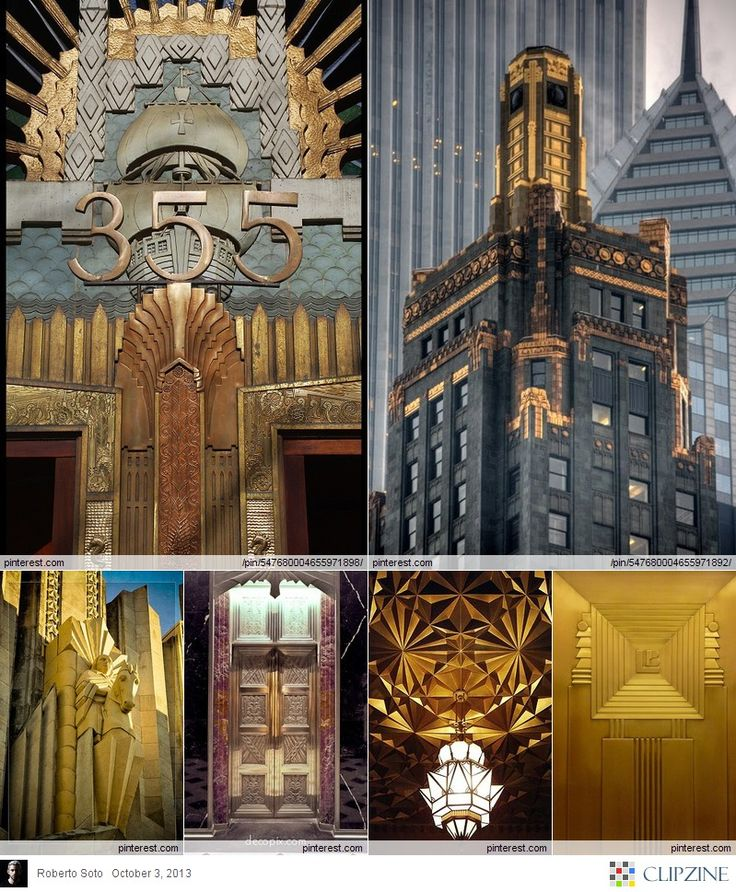 355
pinterest.com /pin/547680004655971898/
pinterest.com /pin/547680004655971892/
decopix.com
pinterest.com
pinterest.com
pinterest.com
pinterest.com
Roberto Soto October 3, 2013
CLIPZINE